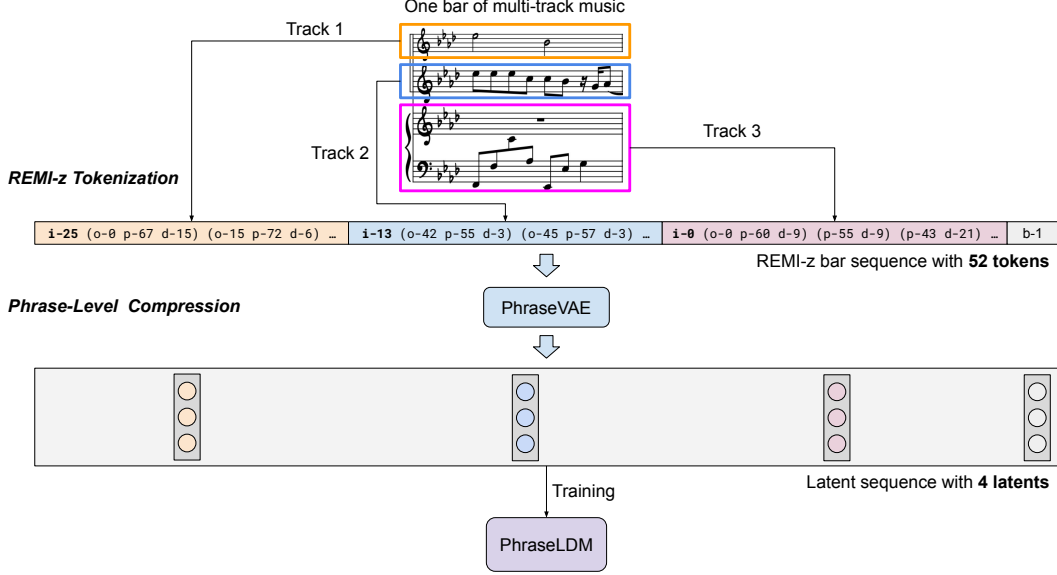 One bar of multi-track music
Track 1
Track 2
Track 3
REMI-z Tokenization
i-25 (o-0 p-67 d-15) (o-15 p-72 d-6) … i-13 (o-42 p-55 d-3) (o-45 p-57 d-3) … i-0 (o-0 p-60 d-9) (p-55 d-9) (p-43 d-21) … b-1
REMI-z bar sequence with 52 tokens
Phrase-Level Compression
PhraseVAE
Latent sequence with 4 latents
Training
PhraseLDM